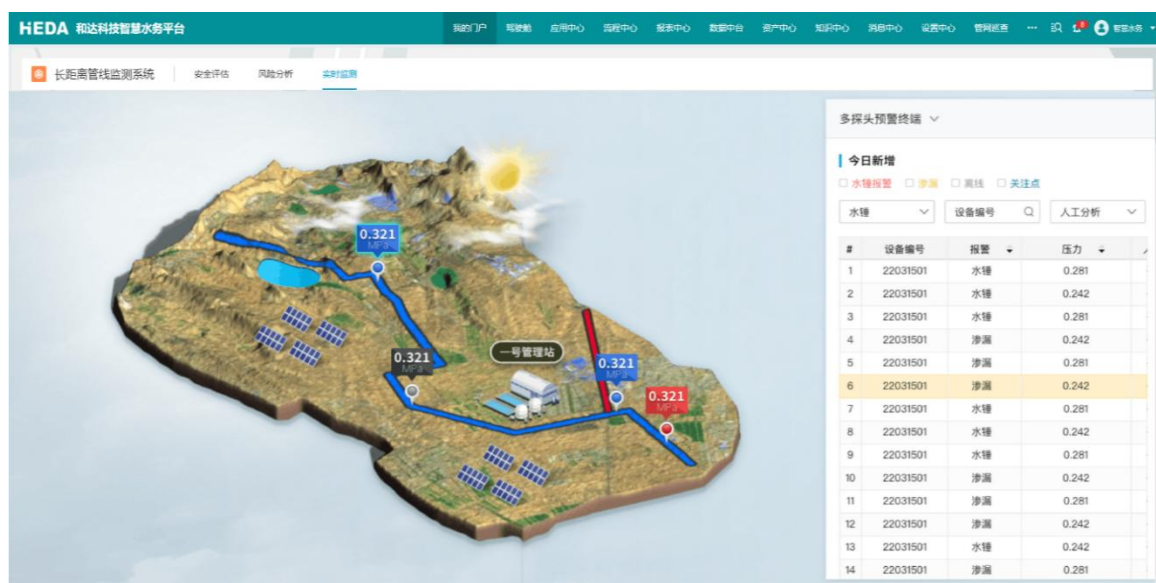 HEDA 和达科技智慧水务平台 我的门户 驾驶舱 应用中心 流程中心 报表中心 数据中台 资产中心 知识中心 消息中心 设置中心 管网巡查 ··· 智慧水务
长距离管线监测系统 安全评估 风险分析 实时监测
多探头预警终端
今日新增
水锤报警 渗漏 离线 关注点
水锤 设备编号 人工分析
# 设备编号 报警 压力
1 22031501 水锤 0.281
2 22031501 水锤 0.242
3 22031501 水锤 0.281
4 22031501 渗漏 0.242
5 22031501 渗漏 0.281
6 22031501 渗漏 0.242
7 22031501 水锤 0.281
8 22031501 水锤 0.242
9 22031501 水锤 0.281
10 22031501 渗漏 0.242
11 22031501 渗漏 0.281
12 22031501 渗漏 0.242
13 22031501 水锤 0.242
14 22031501 渗漏 0.281
0.321
MPa
一号管理站
0.321
MPa
0.321
MPa
0.321
MPa